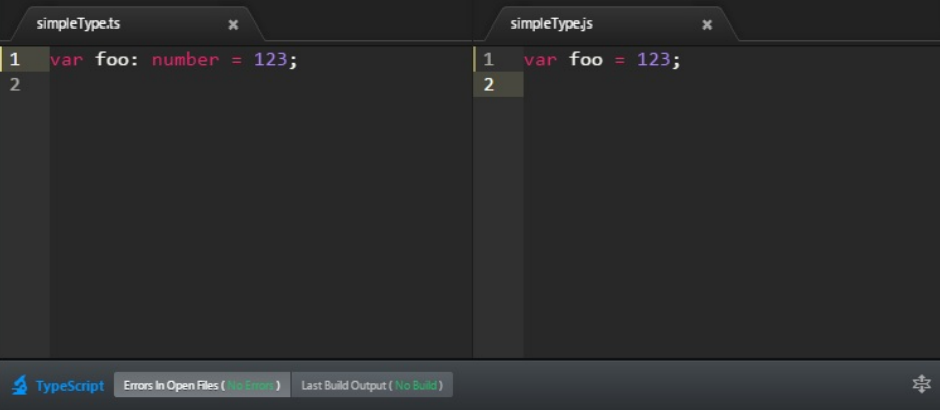 simpleType.ts
1 var foo: number = 123;
2
simpleType.js
1 var foo = 123;
2
TypeScript Errors In Open Files ( No Errors ) Last Build Output ( No Build )